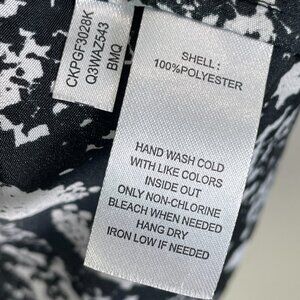 CKPGF3028K
Q3WAZ543
BMQ
SHELL :
100%POLYESTER
HAND WASH COLD
WITH LIKE COLORS
INSIDE OUT
ONLY NON-CHLORINE
BLEACH WHEN NEEDED
HANG DRY
IRON LOW IF NEEDED